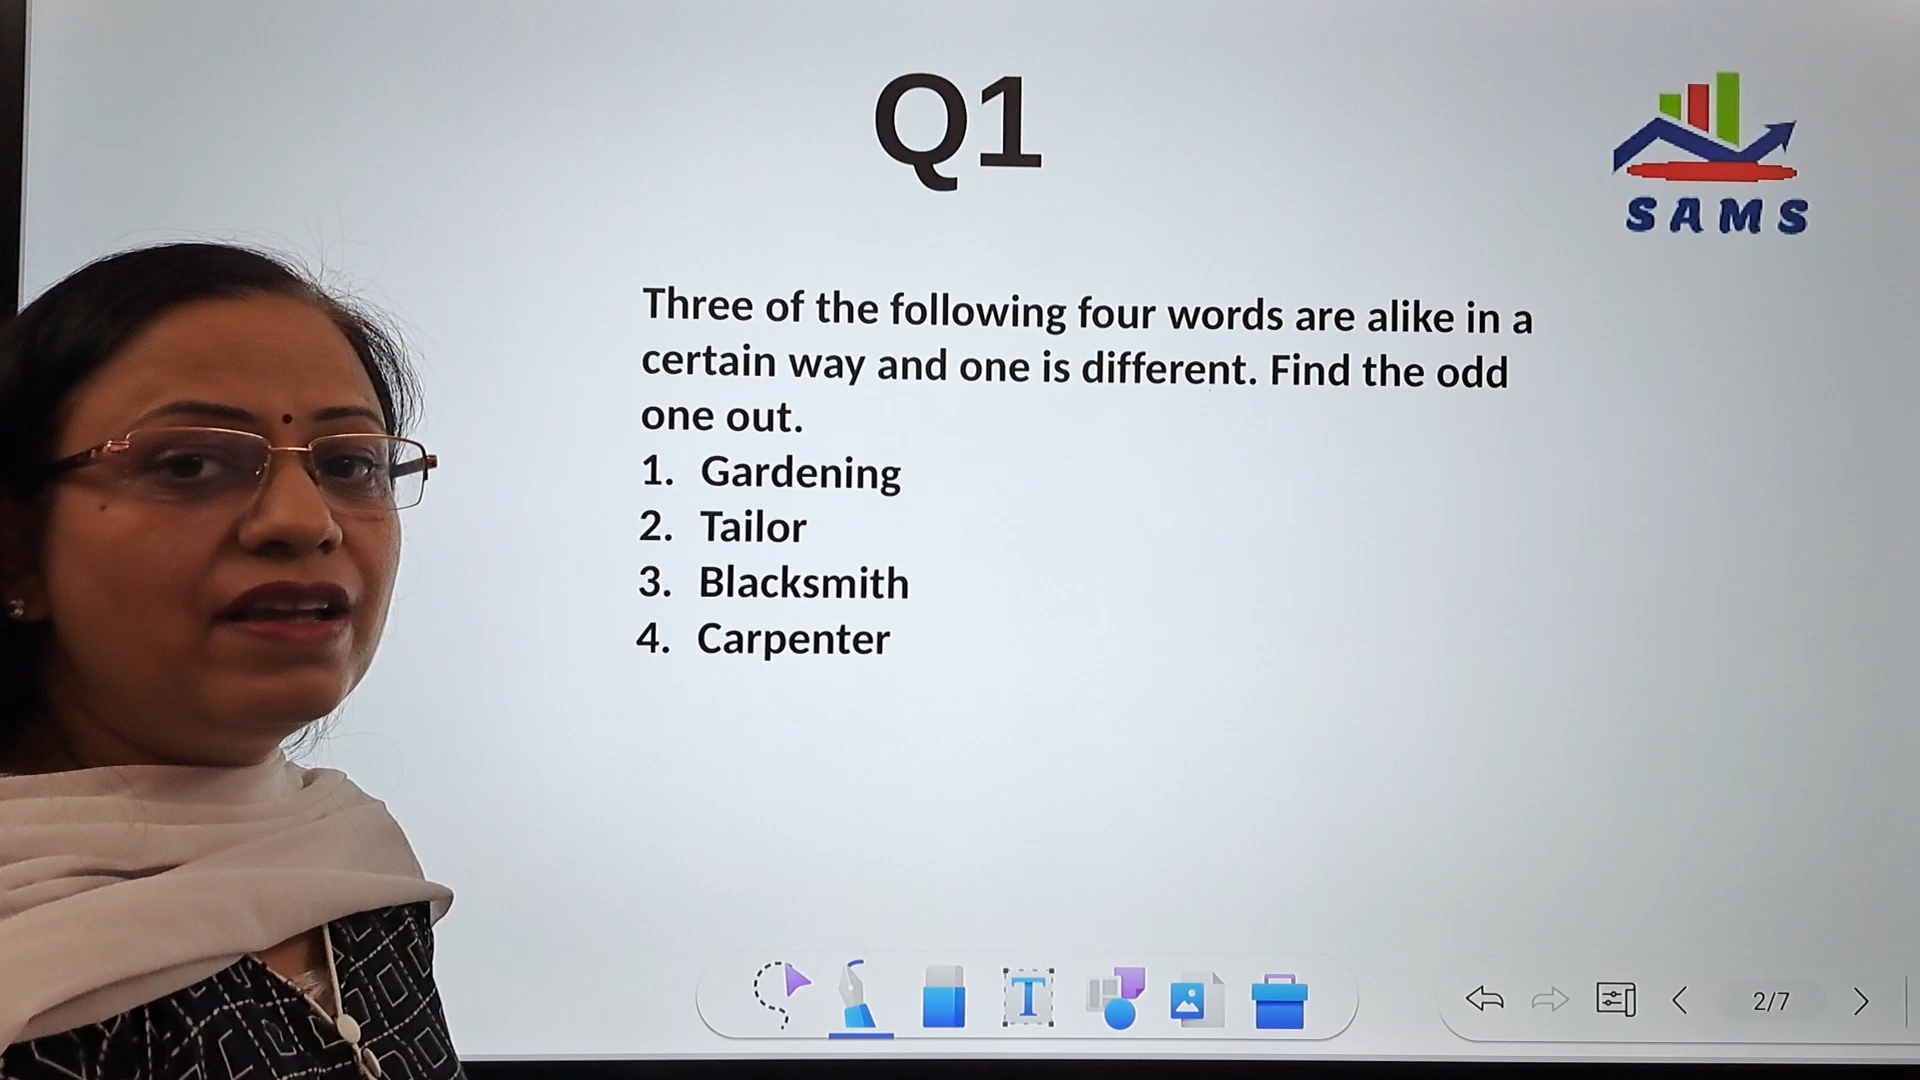 Q1
SAMS
Three of the following four words are alike in a
certain way and one is different. Find the odd
one out.
1. Gardening
2. Tailor
3. Blacksmith
4. Carpenter
T
2/7